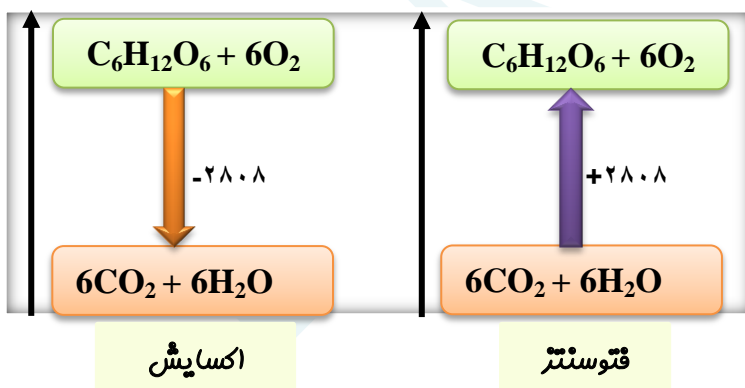 C₆H₁₂O₆ + 6O₂
-۲۸۰۸
6CO₂ + 6H₂O
اکسایش
C₆H₁₂O₆ + 6O₂
+۲۸۰۸
6CO₂ + 6H₂O
فتوسنتز